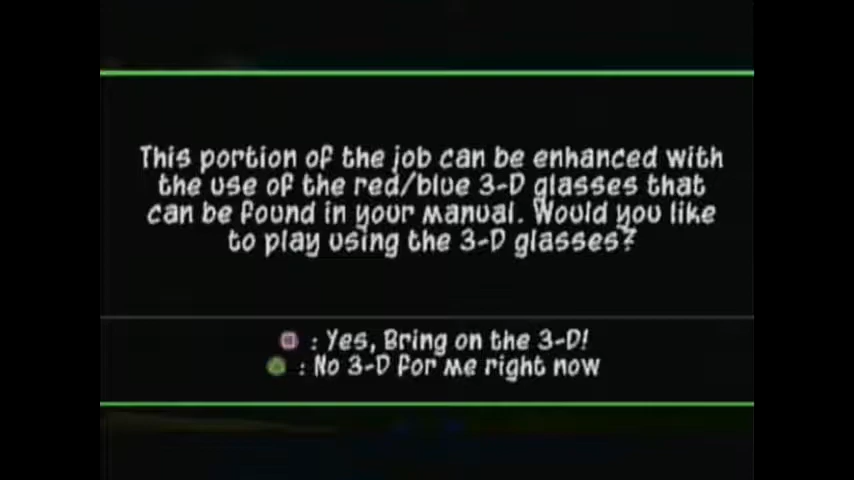 This portion of the job can be enhanced with
the use of the red/blue 3-D glasses that
can be found in your manual. Would you like
to play using the 3-D glasses?
: Yes, Bring on the 3-D!
: No 3-D for me right now